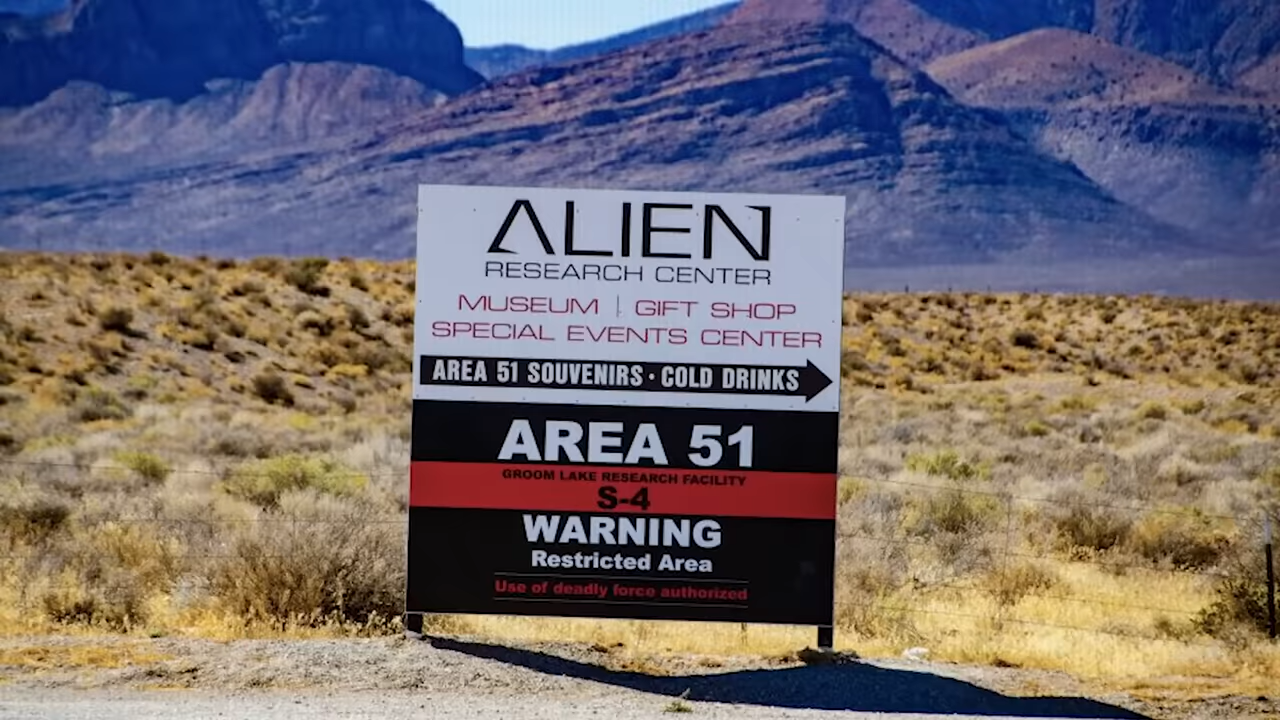 ALIEN
RESEARCH CENTER
MUSEUM | GIFT SHOP
SPECIAL EVENTS CENTER
AREA 51 SOUVENIRS · COLD DRINKS
AREA 51
GROOM LAKE RESEARCH FACILITY
S-4
WARNING
Restricted Area
Use of deadly force authorized